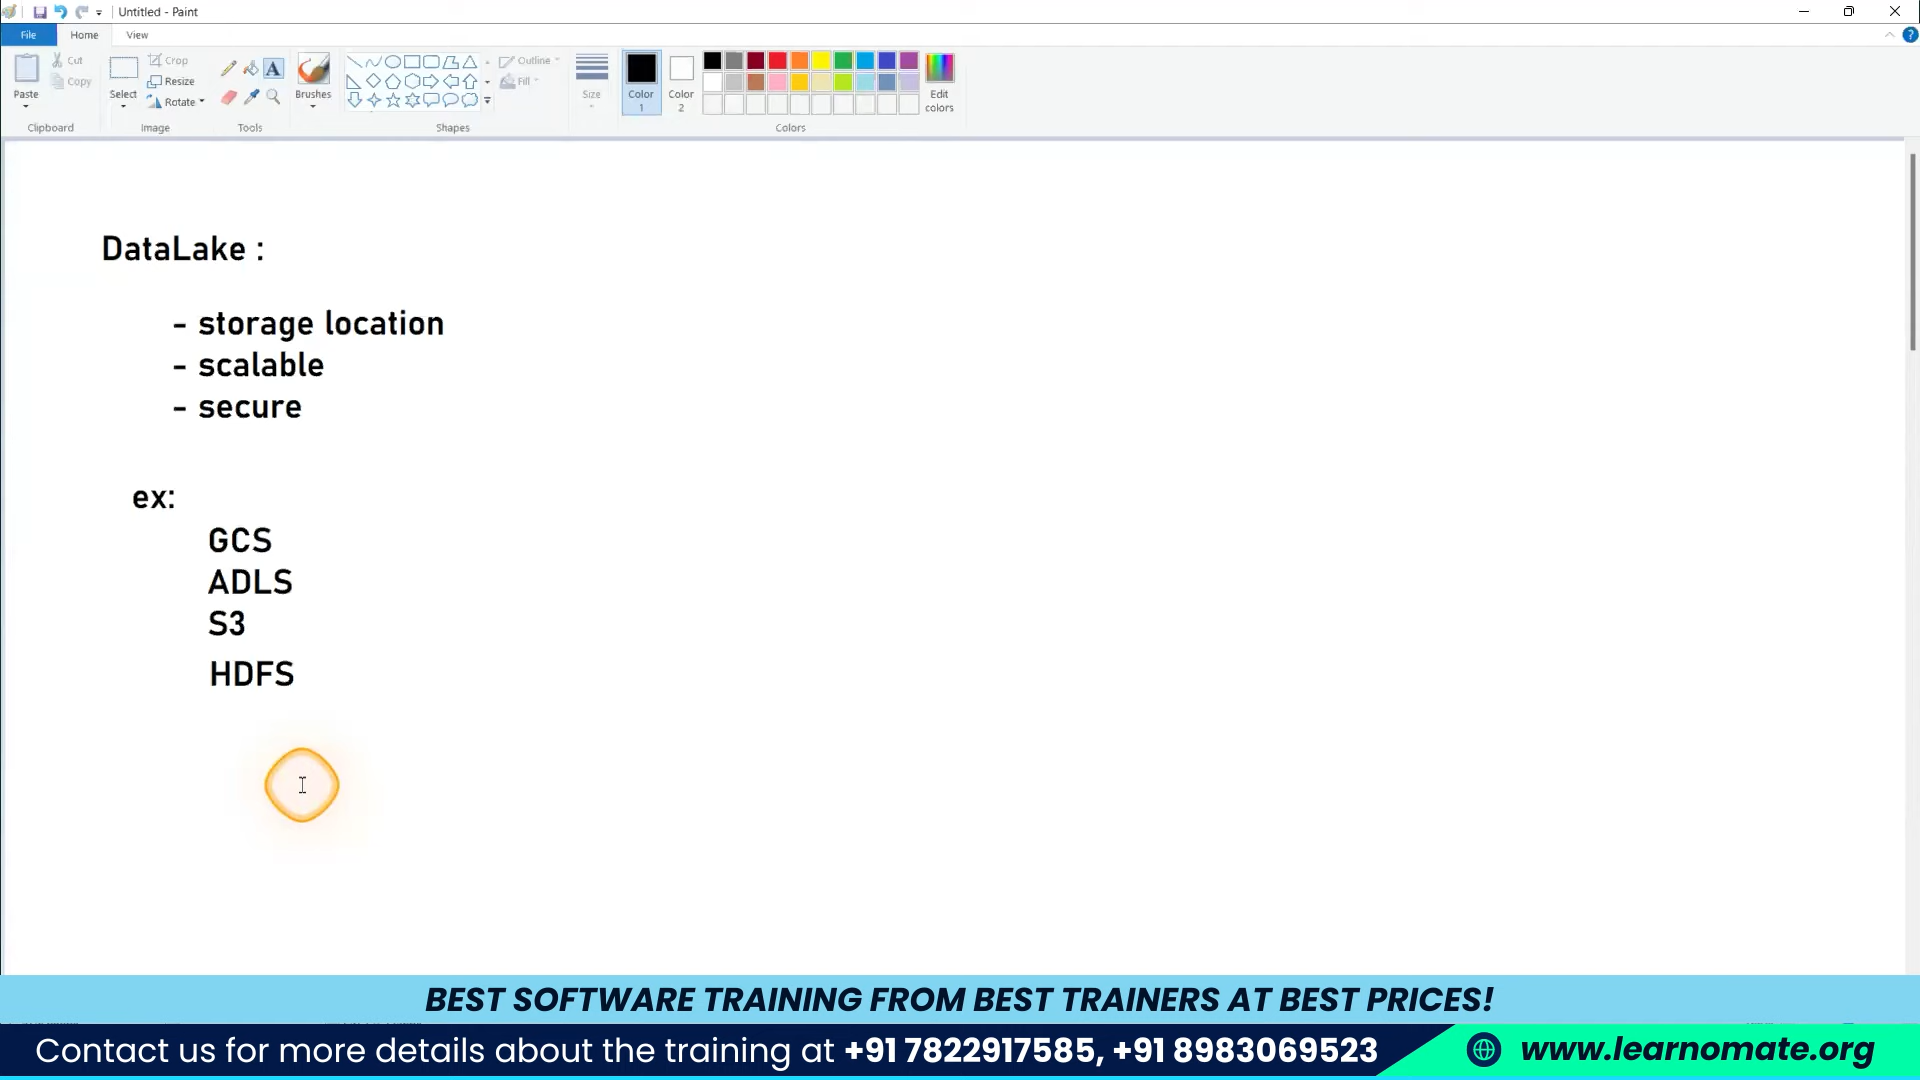 Untitled - Paint
File
Home
View
Cut
Copy
Paste
Clipboard
Crop
Resize
Rotate
Select
Image
A
Tools
Brushes
Outline
Fill
Shapes
Size
Color
1
Color
2
Edit
colors
Colors
DataLake :
- storage location
- scalable
- secure
ex:
GCS
ADLS
S3
HDFS
BEST SOFTWARE TRAINING FROM BEST TRAINERS AT BEST PRICES!
Contact us for more details about the training at +91 7822917585, +91 8983069523
www.learnomate.org